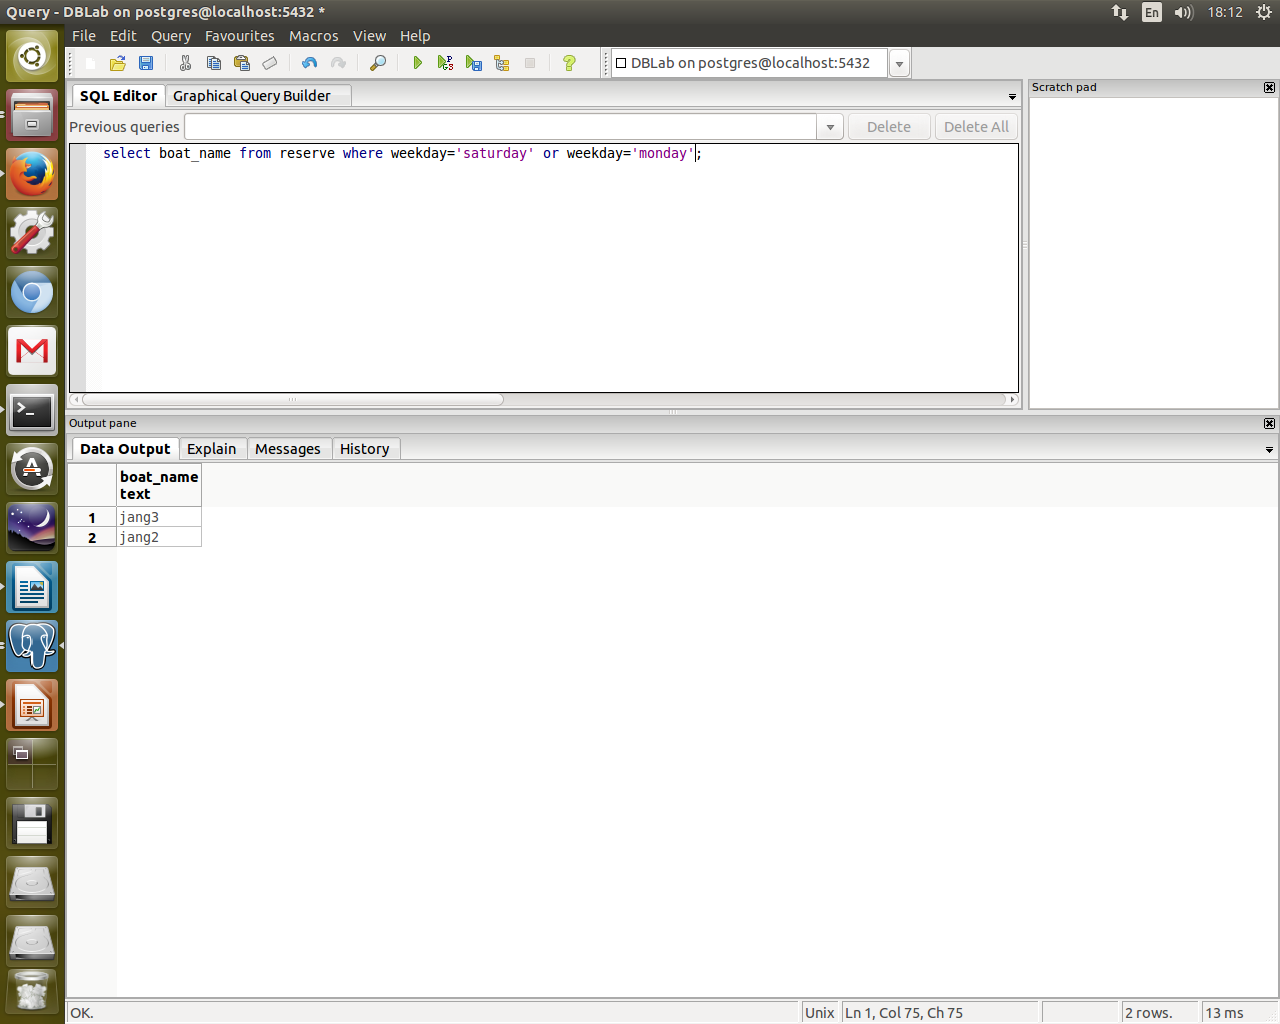 Query - DBLab on postgres@localhost:5432 *
En
18:12
File Edit Query Favourites Macros View Help
DBLab on postgres@localhost:5432
SQL Editor
Graphical Query Builder
Scratch pad
Previous queries
Delete
Delete All
select boat_name from reserve where weekday='saturday' or weekday='monday';
Output pane
Data Output
Explain
Messages
History
boat_name
text
1 jang3
2 jang2
OK.
Unix
Ln 1, Col 75, Ch 75
2 rows.
13 ms